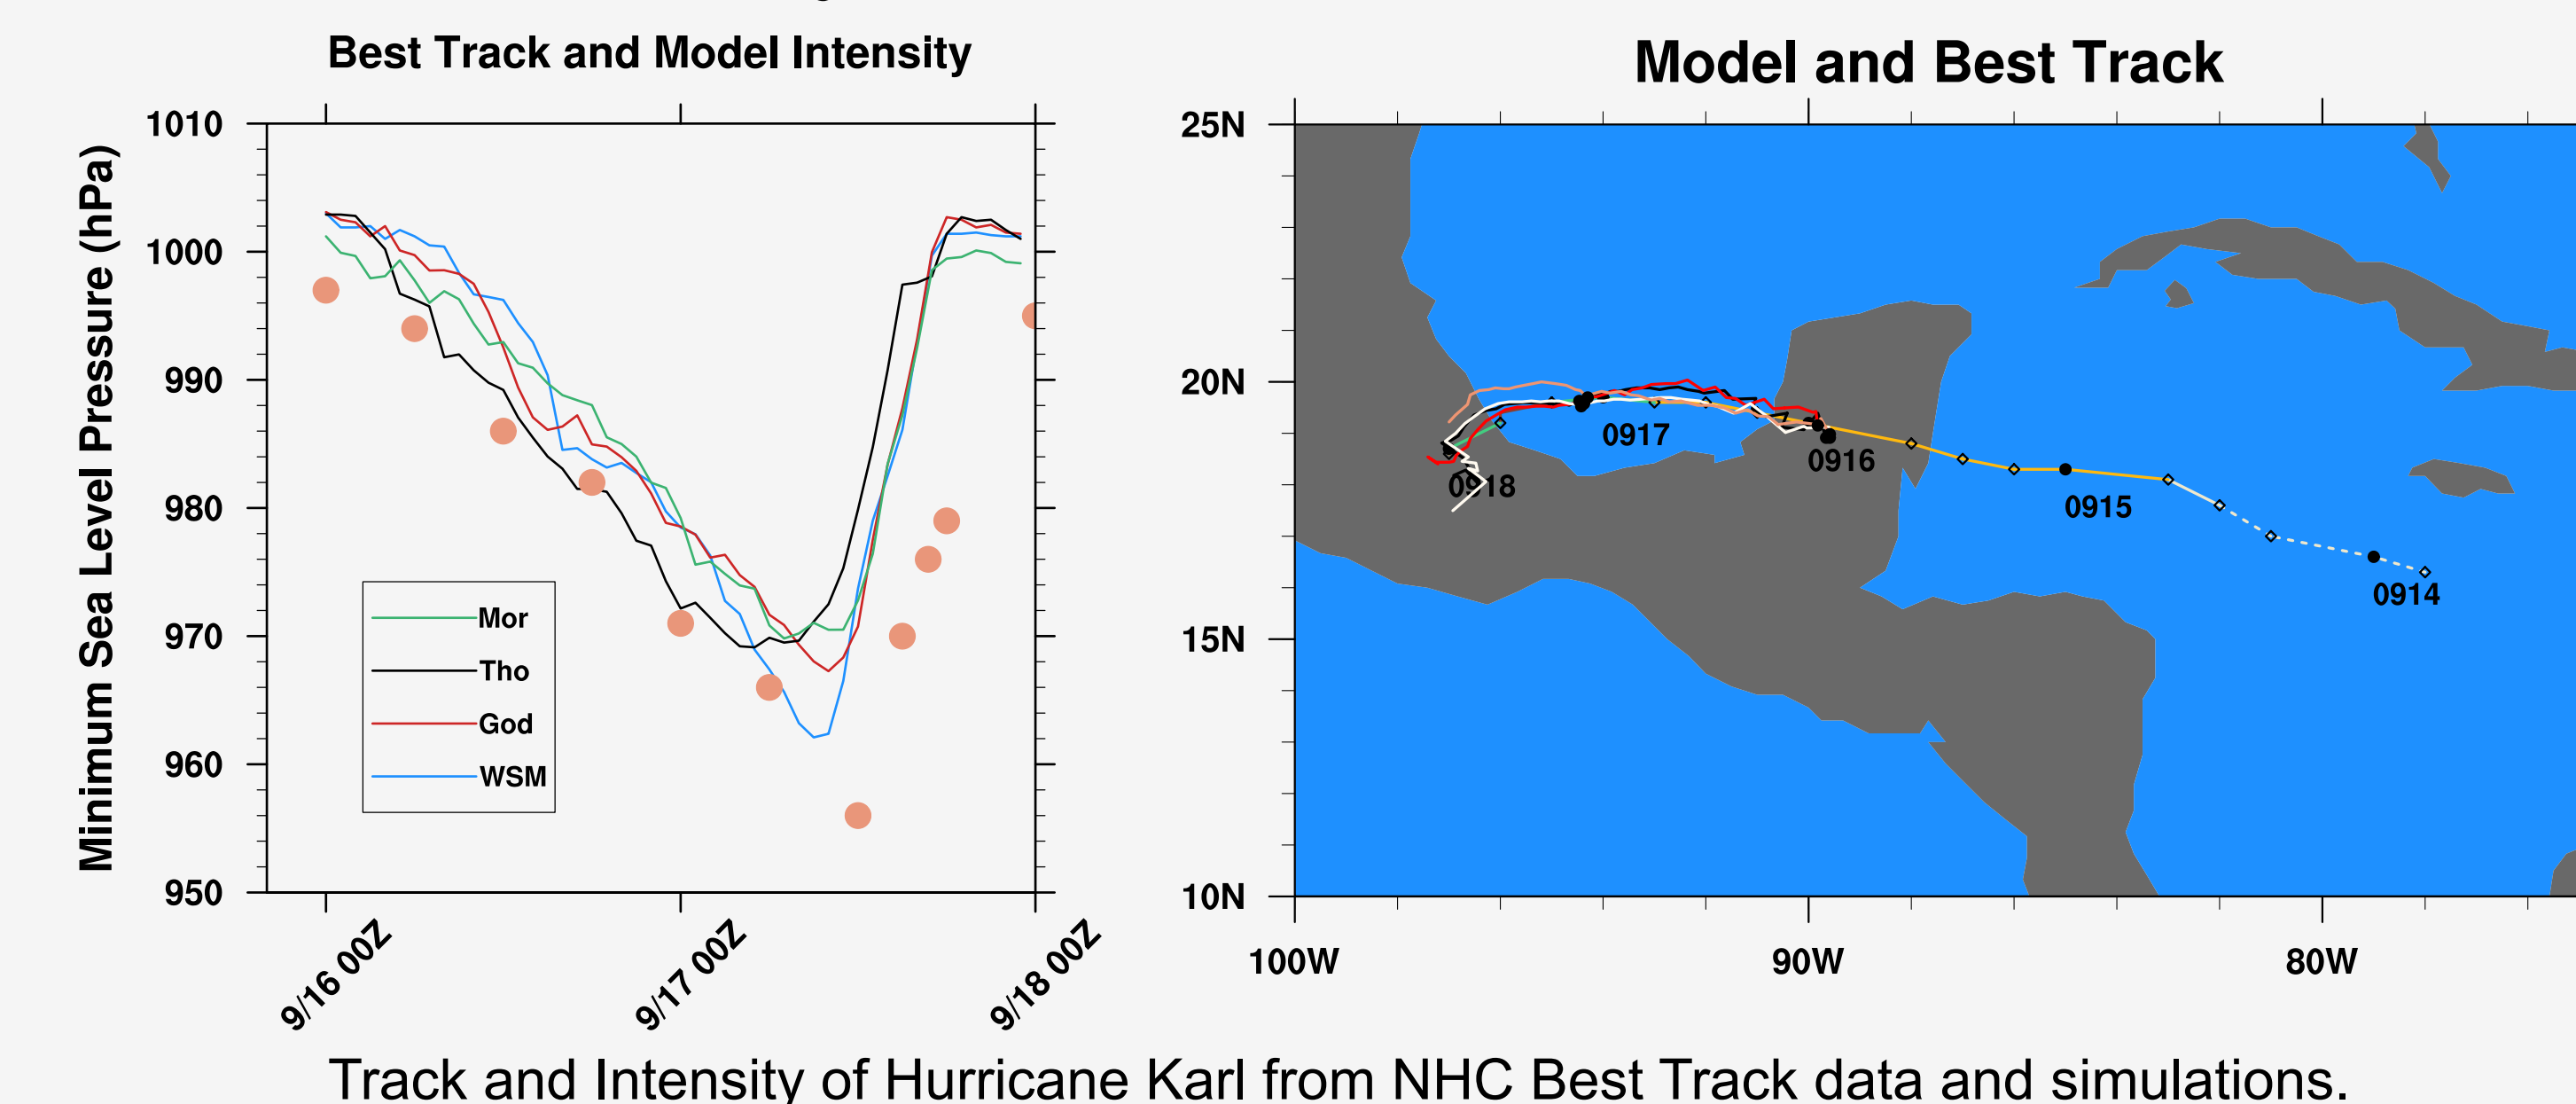 Best Track and Model Intensity
Minimum Sea Level Pressure (hPa)
1010
1000
990
980
970
960
950
Mor
Tho
God
WSM
9/16 00Z
9/17 00Z
9/18 00Z
Model and Best Track
25N
20N
15N
10N
0918
0917
0916
0915
0914
100W
90W
80W
Track and Intensity of Hurricane Karl from NHC Best Track data and simulations.